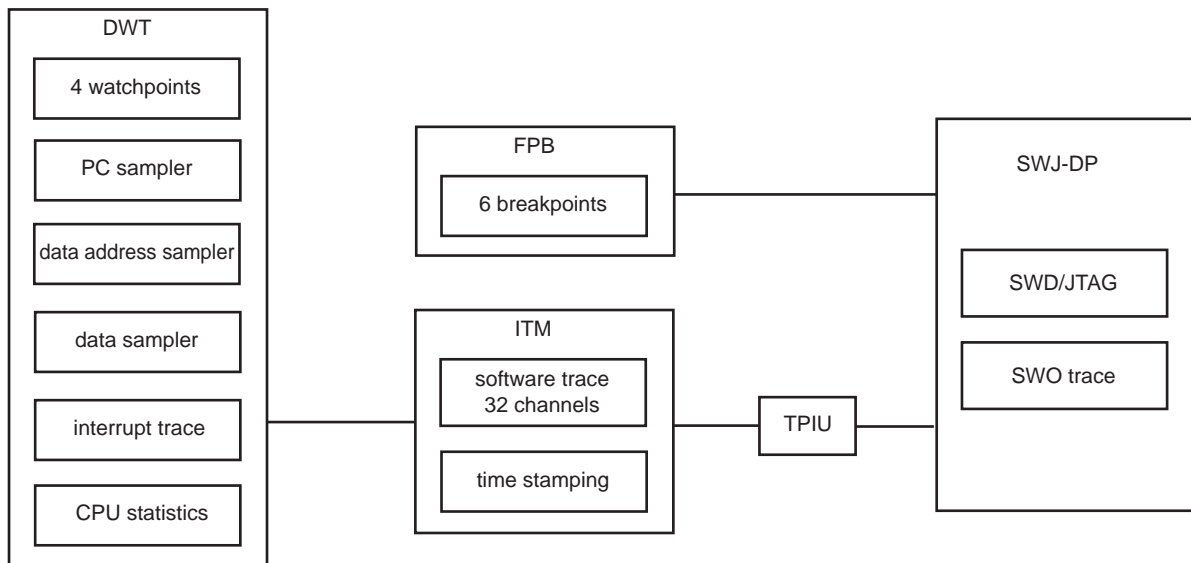 DWT
4 watchpoints
PC sampler
data address sampler
data sampler
interrupt trace
CPU statistics
FPB
6 breakpoints
ITM
software trace
32 channels
time stamping
TPIU
SWJ-DP
SWD/JTAG
SWO trace